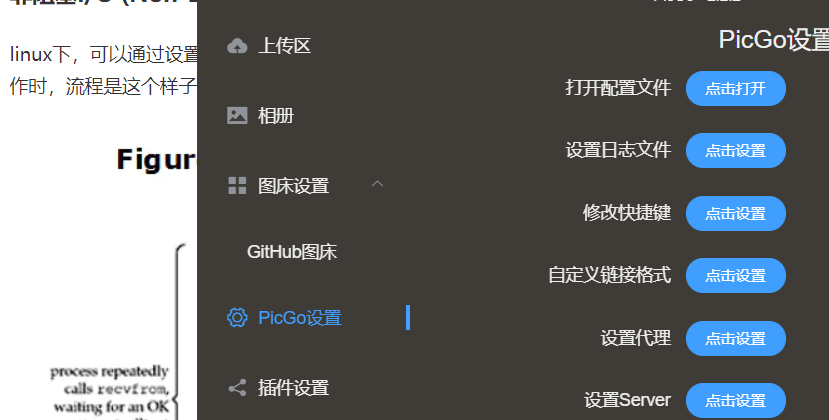 linux下，可以通过设置
作时，流程是这个样子
Figure
process repeatedly
calls recvfrom,
waiting for an OK
上传区
相册
图床设置
GitHub图床
PicGo设置
插件设置
PicGo设置
打开配置文件 点击打开
设置日志文件 点击设置
修改快捷键 点击设置
自定义链接格式 点击设置
设置代理 点击设置
设置Server 点击设置